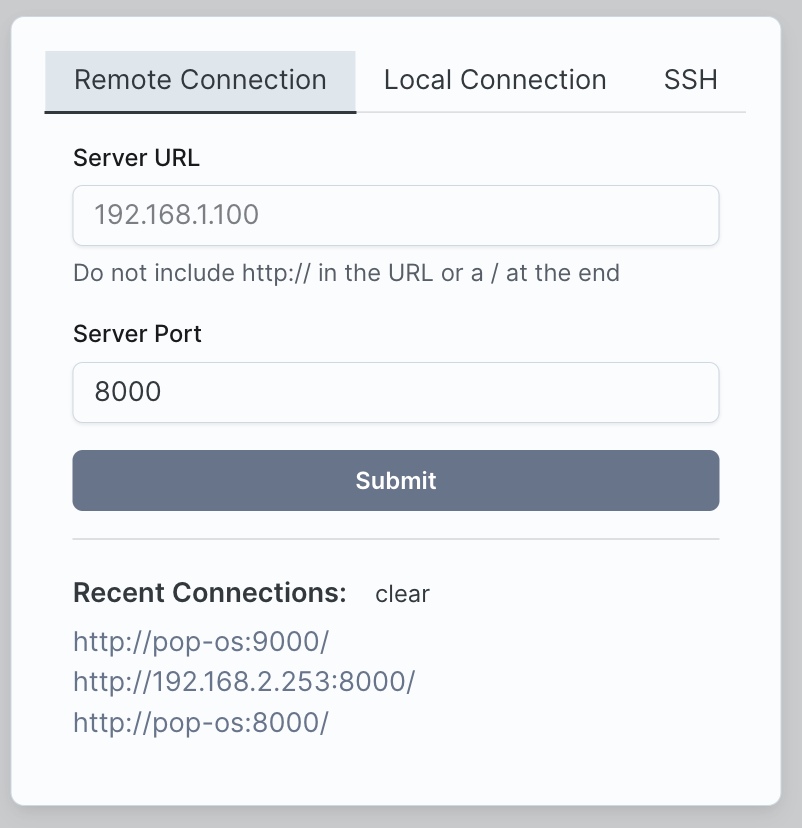 Remote Connection Local Connection SSH
Server URL
192.168.1.100
Do not include http:// in the URL or a / at the end
Server Port
8000
Submit
Recent Connections: clear
http://pop-os:9000/
http://192.168.2.253:8000/
http://pop-os:8000/